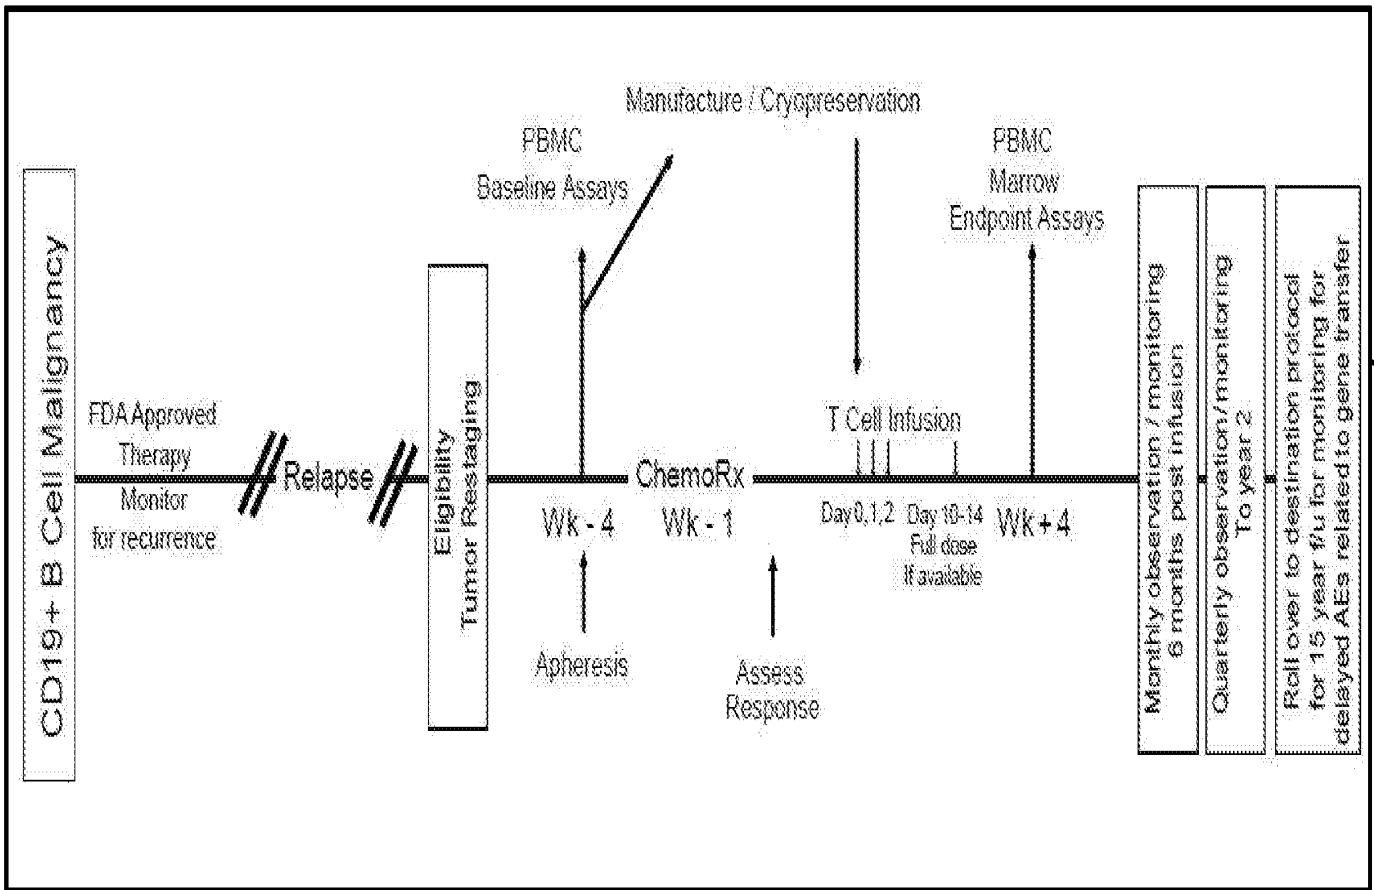 CD19+ B Cell Malignancy
FDA Approved
Therapy
Monitor
for recurrence
Relapse
Eligibility
Tumor Restaging
PBMC
Baseline Assays
Manufacture / Cryopreservation
Wk - 4
Apheresis
ChemoRx
Wk - 1
Assess
Response
T Cell Infusion
Day 0, 1, 2
Day 10-14
Full dose
If available
PBMC
Marrow
Endpoint Assays
Wk + 4
Monthly observation / monitoring
6 months post infusion
Quarterly observation/monitoring
To year 2
Roll over to destination protocol
for 15 year f/u for monitoring for
delayed AEs related to gene transfer